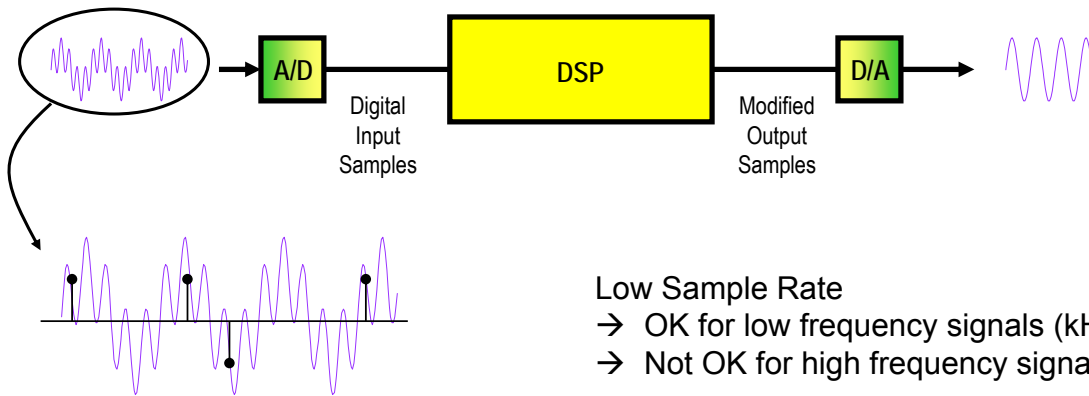 A/D
DSP
D/A
Digital
Input
Samples
Modified
Output
Samples
Low Sample Rate
→ OK for low frequency signals (k
→ Not OK for high frequency